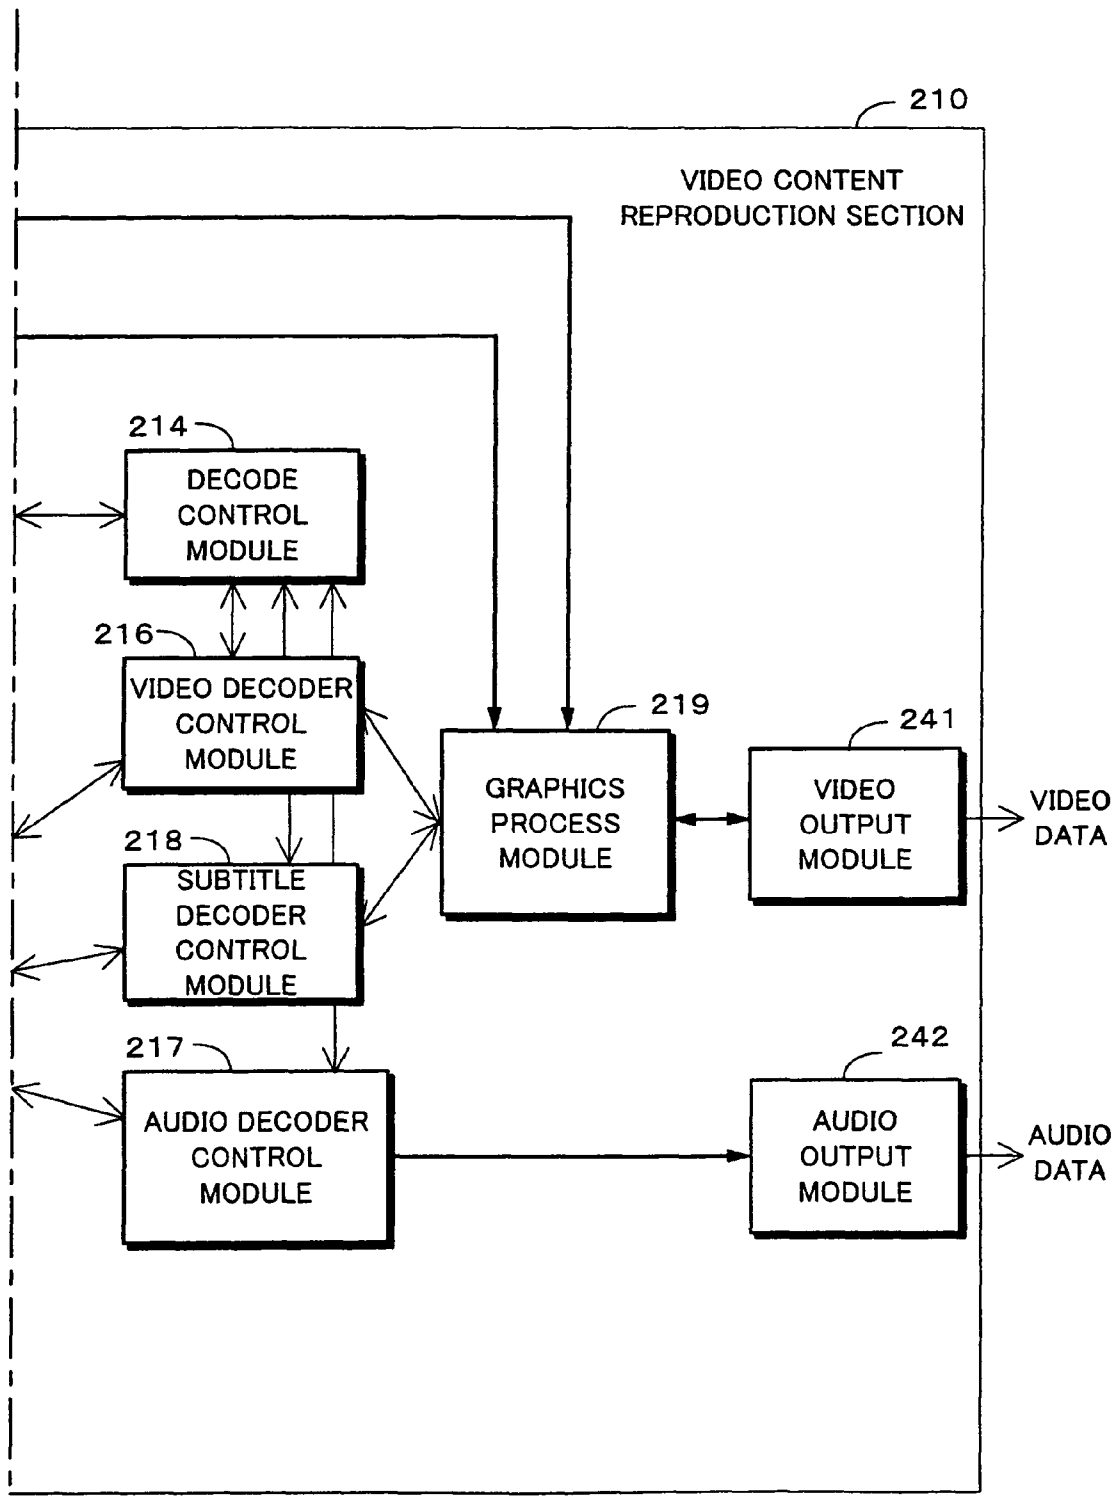 210
VIDEO CONTENT
REPRODUCTION SECTION
214
DECODE
CONTROL
MODULE
216
VIDEO DECODER
CONTROL
MODULE
219
GRAPHICS
PROCESS
MODULE
241
VIDEO
OUTPUT
MODULE
VIDEO
DATA
218
SUBTITLE
DECODER
CONTROL
MODULE
217
AUDIO DECODER
CONTROL
MODULE
242
AUDIO
OUTPUT
MODULE
AUDIO
DATA